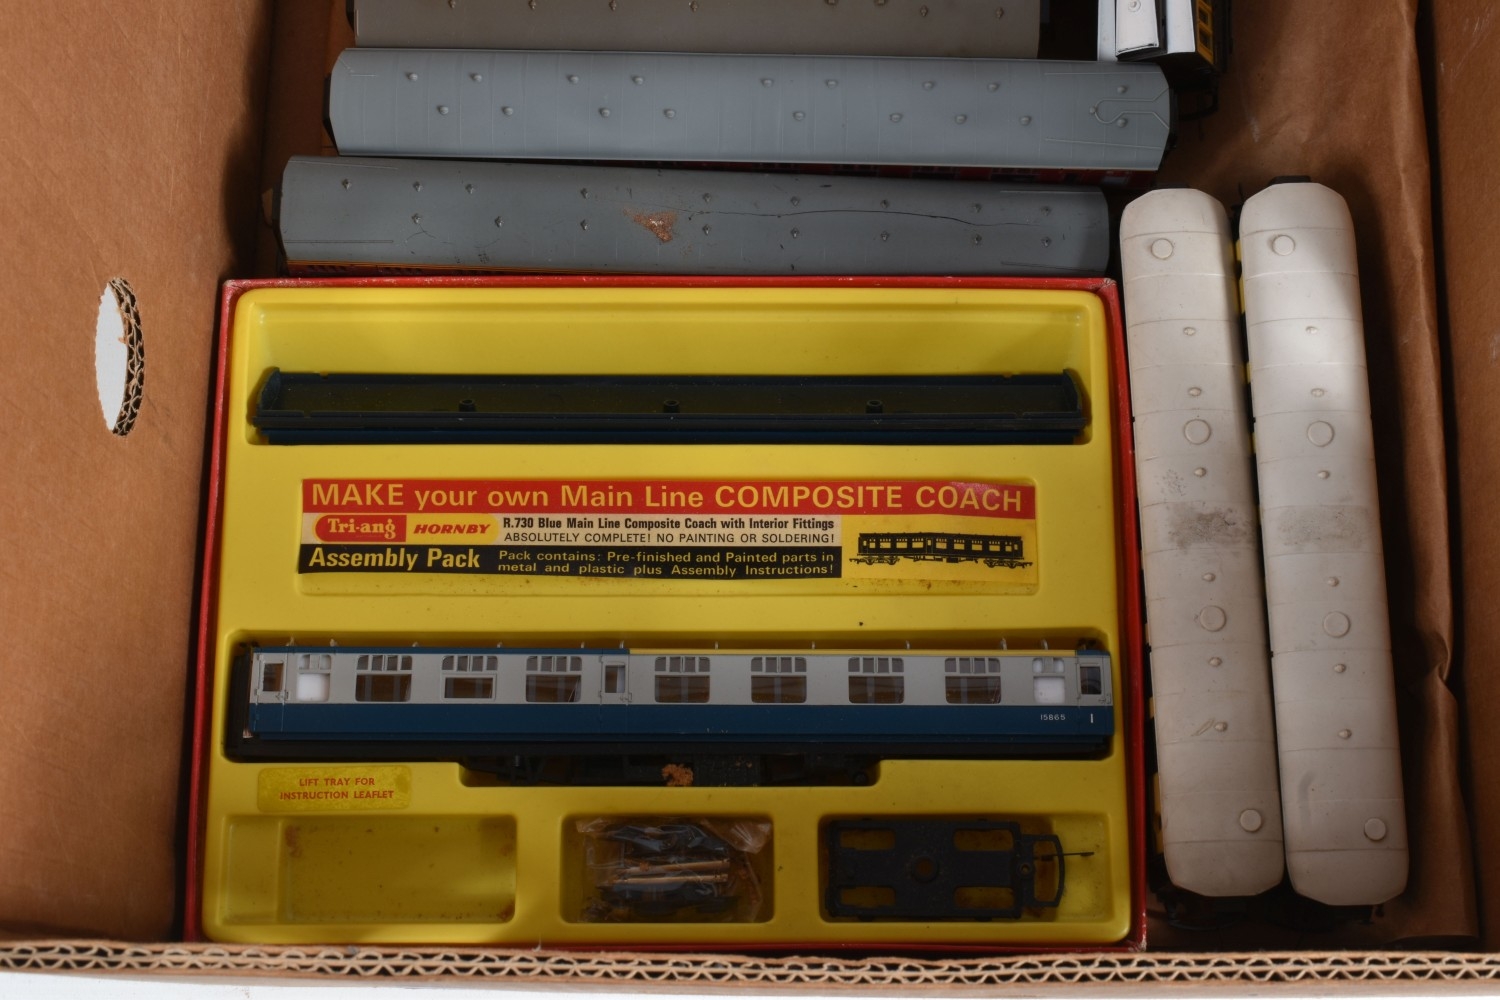 MAKE your own Main Line COMPOSITE COACH
Tri-ang HORNBY
R.730 Blue Main Line Composite Coach with Interior Fittings
ABSOLUTELY COMPLETE! NO PAINTING OR SOLDERING!
Assembly Pack
Pack contains: Pre-finished and Painted parts in
metal and plastic plus Assembly Instructions!
15865
1
LIFT TRAY FOR
INSTRUCTION LEAFLET